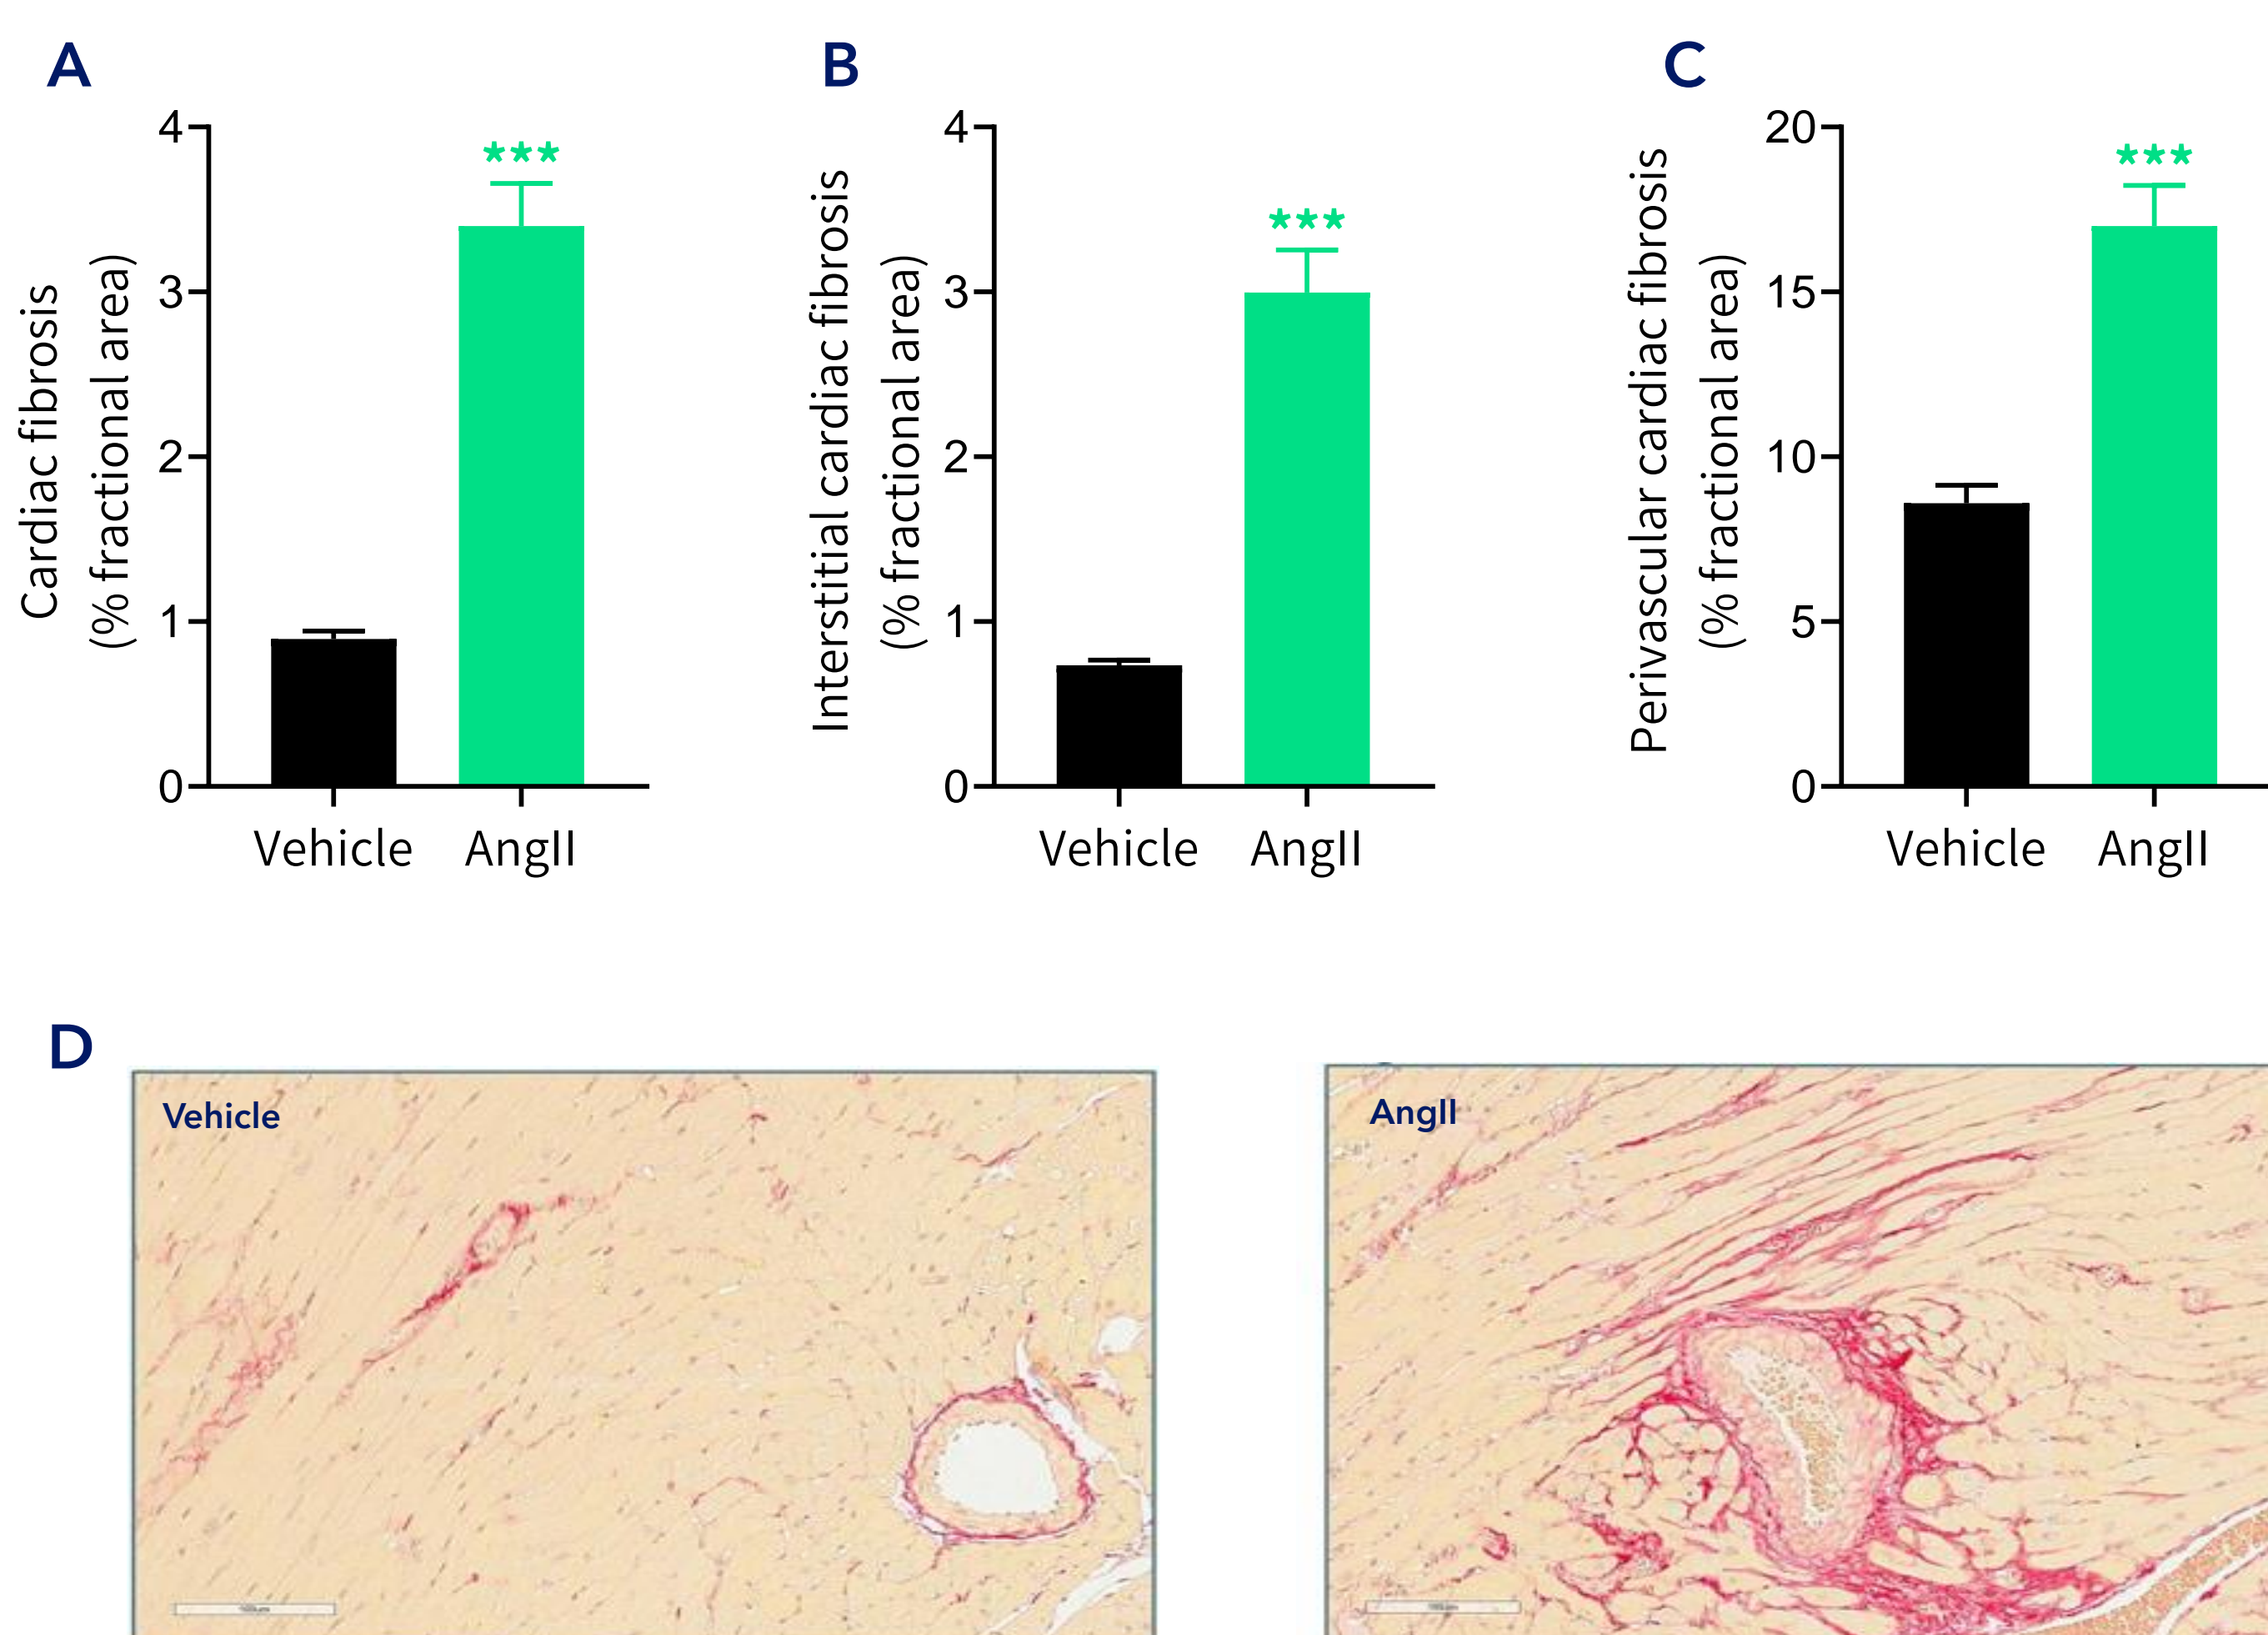 A
B
C
Cardiac fibrosis
(% fractional area)
4
3
2
1
0
***
Vehicle
AngII
Interstitial cardiac fibrosis
(% fractional area)
4
3
2
1
0
***
Vehicle
AngII
Perivascular cardiac fibrosis
(% fractional area)
20
15
10
5
0
***
Vehicle
AngII
D
Vehicle
AngII